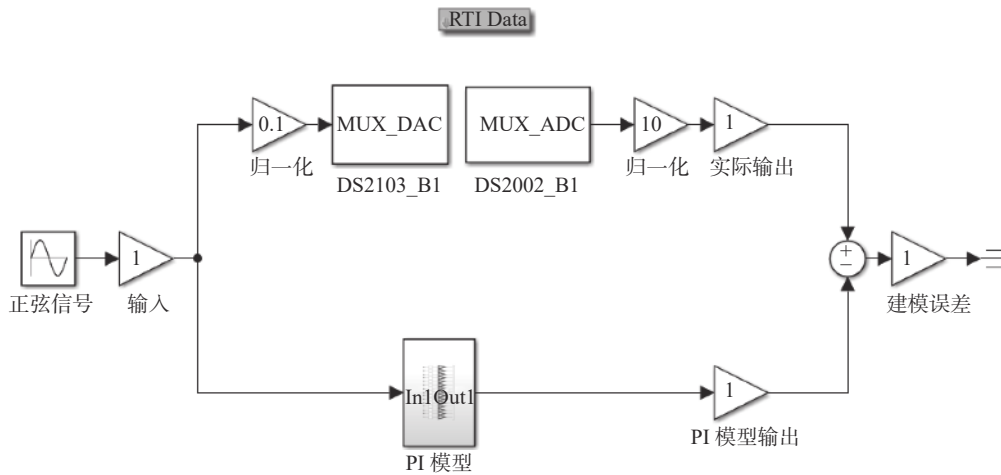 RTI Data
0.1
MUX_DAC
MUX_ADC
10
1
归一化
DS2103_B1
DS2002_B1
归一化
实际输出
1
+
−
1
正弦信号
输入
建模误差
In1Out1
1
PI 模型
PI 模型输出